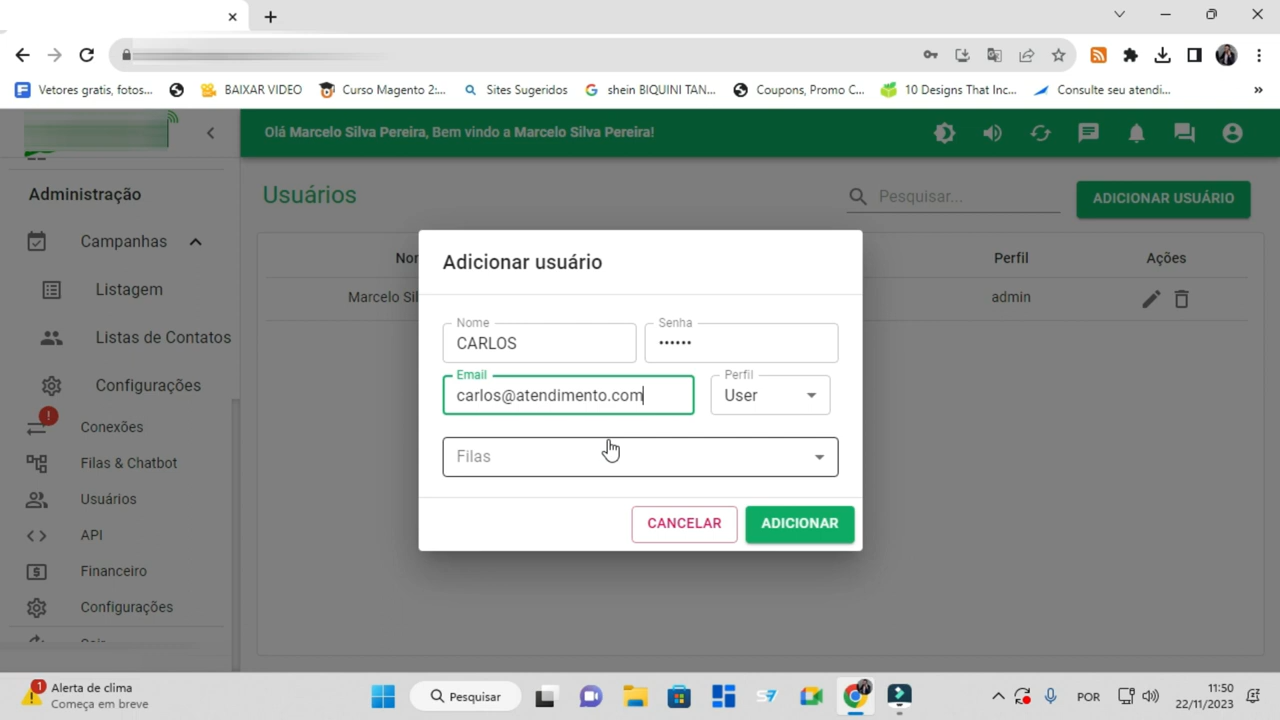 Vetores gratis, fotos...
BAIXAR VIDEO
Curso Magento 2:...
Sites Sugeridos
shein BIQUINI TAN...
Coupons, Promo C...
10 Designs That Inc...
Consulte seu atendi...
»
Olá Marcelo Silva Pereira, Bem vindo a Marcelo Silva Pereira!
Administração
Campanhas
Listagem
Listas de Contatos
Configurações
!
Conexões
Filas & Chatbot
Usuários
API
Financeiro
Configurações
Usuários
Pesquisar...
ADICIONAR USUÁRIO
Perfil
Ações
Marcelo Sil
admin
Adicionar usuário
Nome
CARLOS
Senha
••••••
Email
carlos@atendimento.com
Perfil
User
Filas
CANCELAR
ADICIONAR
1
Alerta de clima
Começa em breve
Pesquisar
POR
11:50
22/11/2023